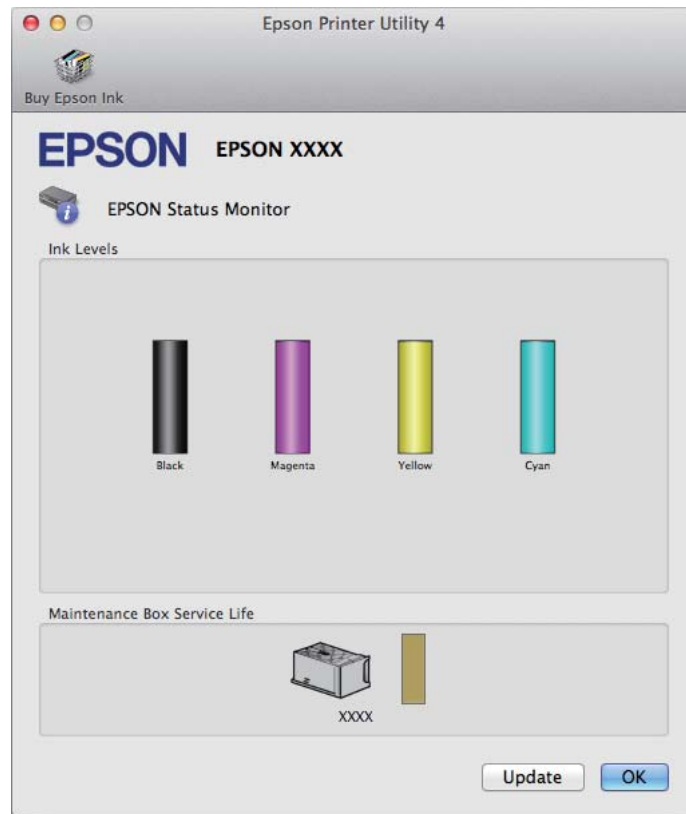 Epson Printer Utility 4
Buy Epson Ink
EPSON EPSON XXXX
EPSON Status Monitor
Ink Levels
Black Magenta Yellow Cyan
Maintenance Box Service Life
XXXX
Update OK